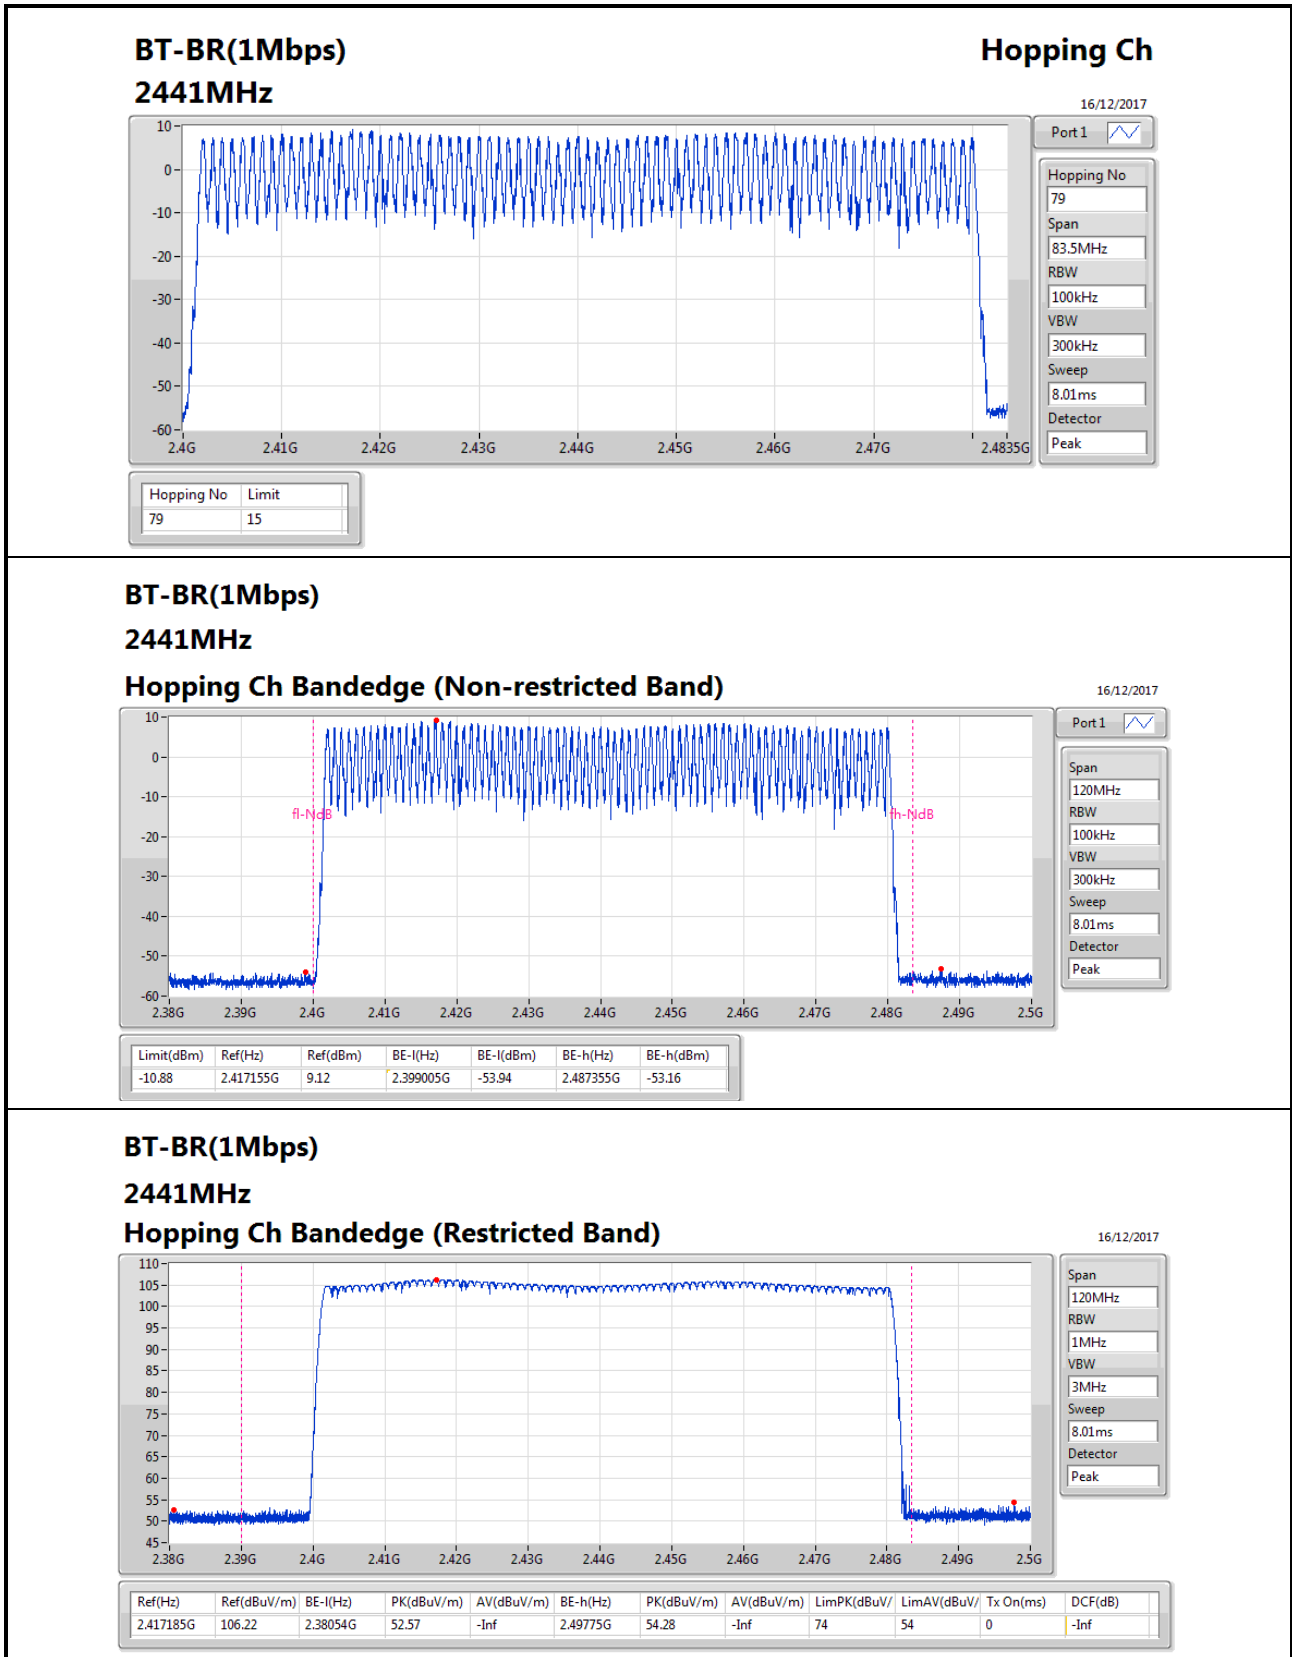 BT-BR(1Mbps) Hopping Ch
2441MHz
16/12/2017
Port 1
10
0
-10
-20
-30
-40
-50
-60
2.4G 2.41G 2.42G 2.43G 2.44G 2.45G 2.46G 2.47G 2.4835G
Hopping No
79
Span
83.5MHz
RBW
100kHz
VBW
300kHz
Sweep
8.01ms
Detector
Peak
Hopping No Limit
79 15
BT-BR(1Mbps)
2441MHz
Hopping Ch Bandedge (Non-restricted Band)
16/12/2017
Port 1
10
0
-10
fl-NdB fh-NdB
-20
-30
-40
-50
-60
2.38G 2.39G 2.4G 2.41G 2.42G 2.43G 2.44G 2.45G 2.46G 2.47G 2.48G 2.49G 2.5G
Span
120MHz
RBW
100kHz
VBW
300kHz
Sweep
8.01ms
Detector
Peak
Limit(dBm) Ref(Hz) Ref(dBm) BE-l(Hz) BE-l(dBm) BE-h(Hz) BE-h(dBm)
-10.88 2.417155G 9.12 2.399005G -53.94 2.487355G -53.16
BT-BR(1Mbps)
2441MHz
Hopping Ch Bandedge (Restricted Band)
16/12/2017
110
105
100
95
90
85
80
75
70
65
60
55
50
45
2.38G 2.39G 2.4G 2.41G 2.42G 2.43G 2.44G 2.45G 2.46G 2.47G 2.48G 2.49G 2.5G
Span
120MHz
RBW
1MHz
VBW
3MHz
Sweep
8.01ms
Detector
Peak
Ref(Hz) Ref(dBuV/m) BE-l(Hz) PK(dBuV/m) AV(dBuV/m) BE-h(Hz) PK(dBuV/m) AV(dBuV/m) LimPK(dBuV/ LimAV(dBuV/ Tx On(ms) DCF(dB)
2.417185G 106.22 2.38054G 52.57 -Inf 2.49775G 54.28 -Inf 74 54 0 -Inf